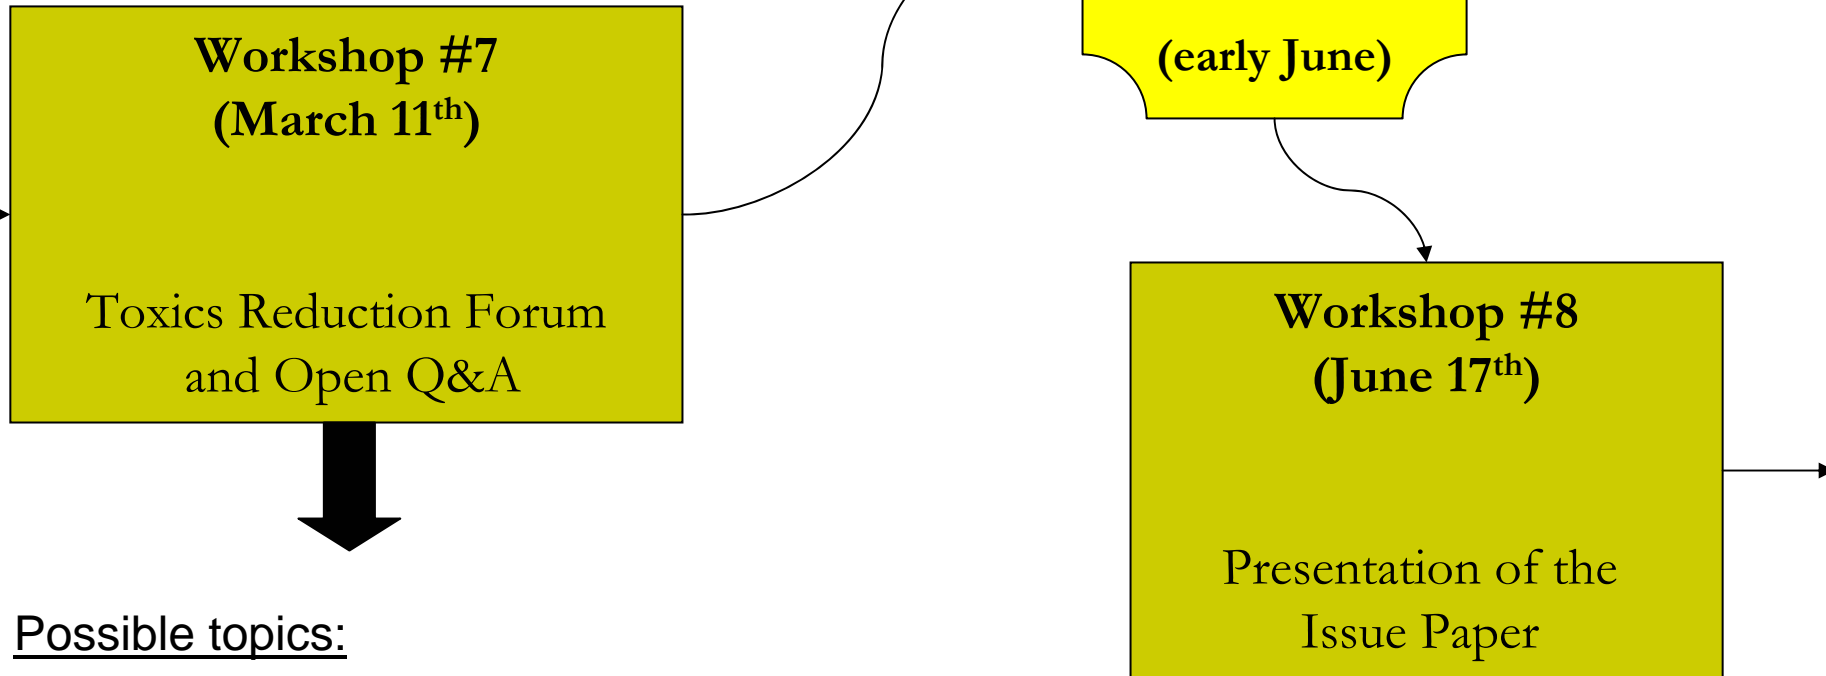 Workshop #7
(March 11th)
Toxics Reduction Forum
and Open Q&A
Possible topics:
(early June)
Workshop #8
(June 17th)
Presentation of the
Issue Paper